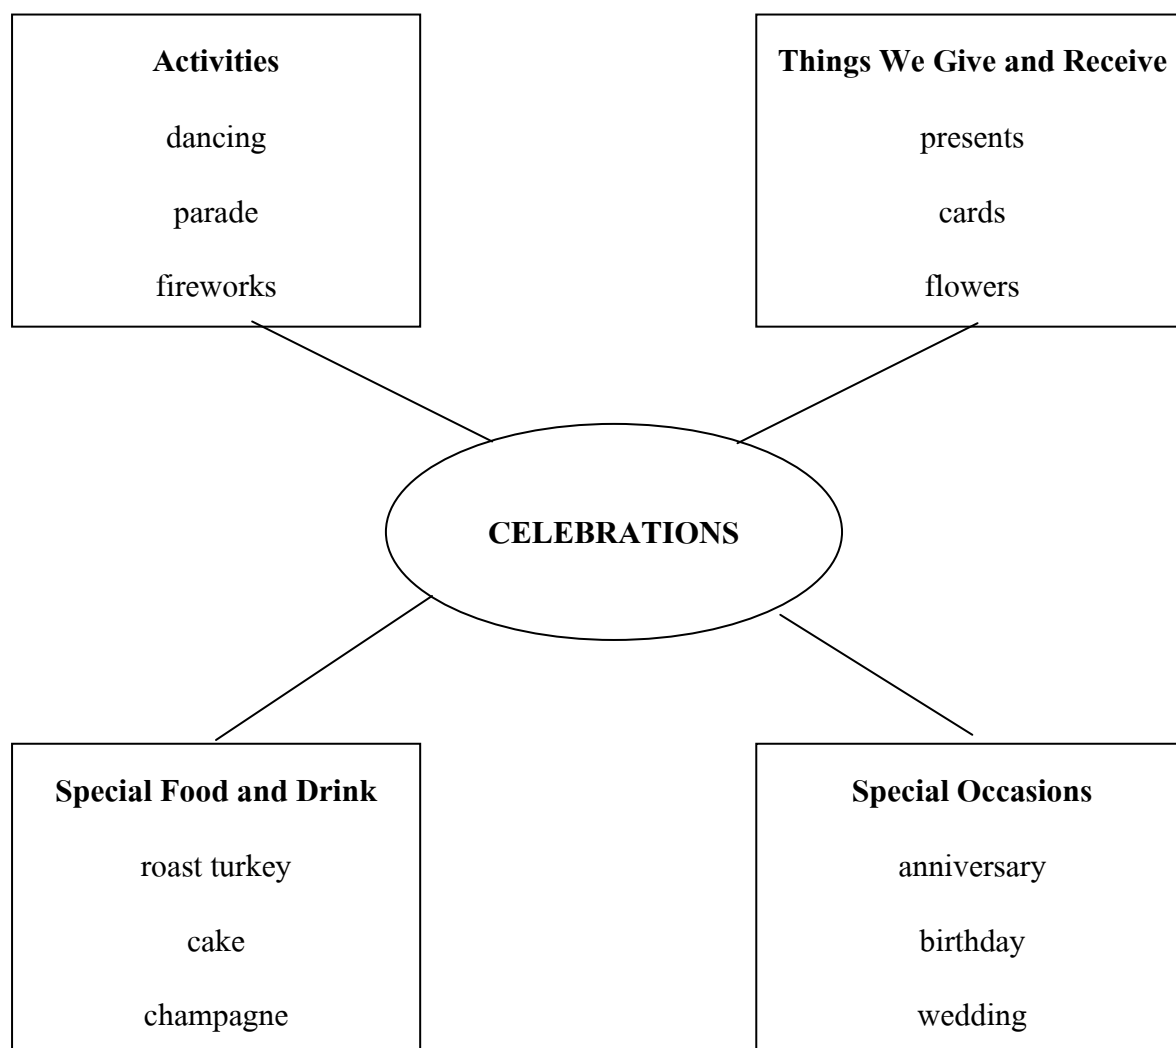 Activities
dancing
parade
fireworks
Things We Give and Receive
presents
cards
flowers
CELEBRATIONS
Special Food and Drink
roast turkey
cake
champagne
Special Occasions
anniversary
birthday
wedding